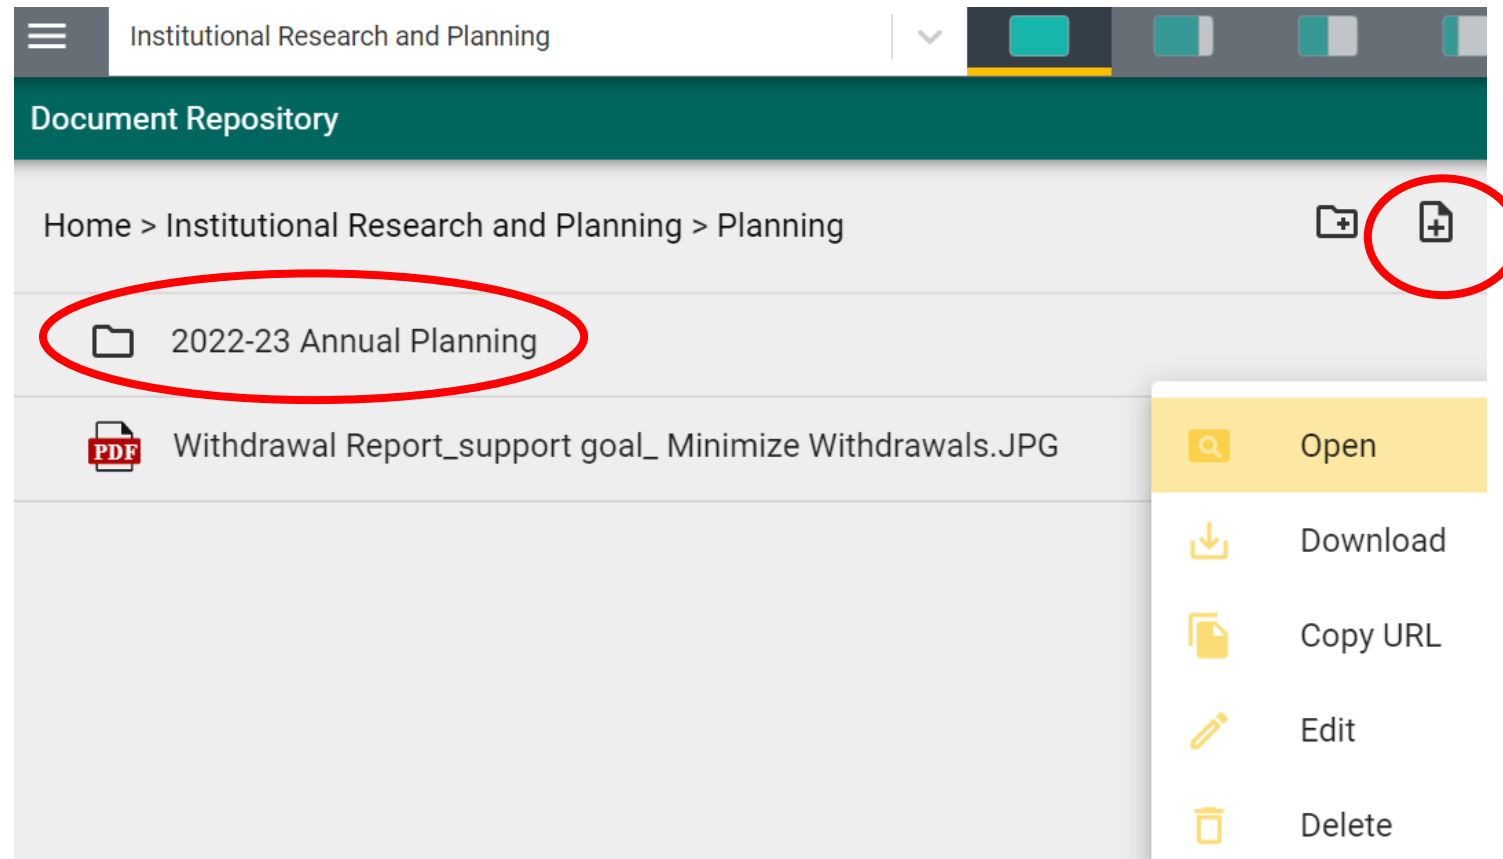 Institutional Research and Planning
Document Repository
Home > Institutional Research and Planning > Planning
2022-23 Annual Planning
PDF Withdrawal Report_support goal_ Minimize Withdrawals.JPG
Open
Download
Copy URL
Edit
Delete